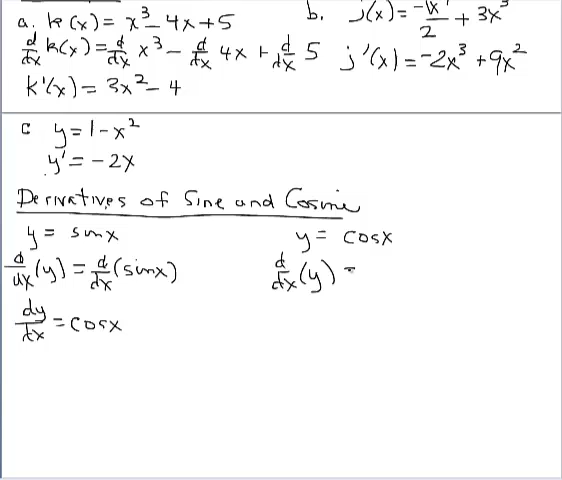 a. k(x) = x³ - 4x + 5
d/dx k(x) = d/dx x³ - d/dx 4x + d/dx 5
k'(x) = 3x² - 4
b. j(x) = -x /2 + 3x³
j'(x) = -2x³ + 9x²
c y = 1 - x²
y' = -2x
Derivatives of Sine and Cosine
y = sinx
d/dx (y) = d/dx (sinx)
dy/dx = cosx
y = cosx
d/dx (y) =